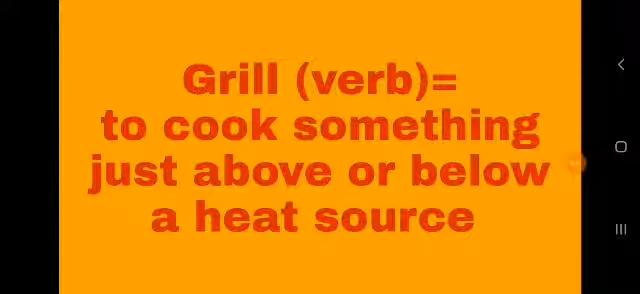 Grill (verb)=
to cook something
just above or below
a heat source